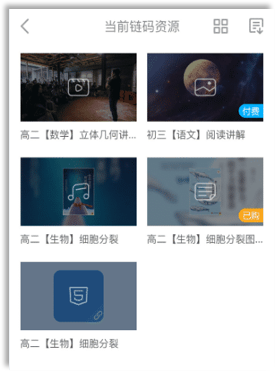 当前链码资源
付费
高二【数学】立体几何讲...
初三【语文】阅读讲解
已购
高二【生物】细胞分裂
高二【生物】细胞分裂图...
5
高二【生物】细胞分裂